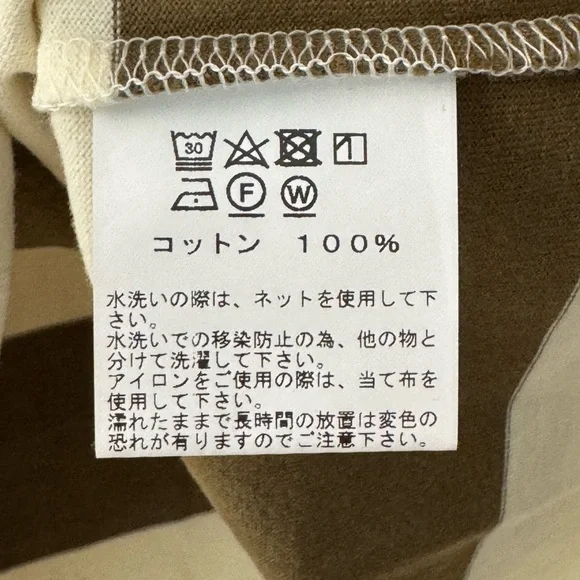 30
F W
コットン 100%
水洗いの際は、ネットを使用して下
さい。
水洗いでの移染防止の為、他の物と
分けて洗濯して下さい。
アイロンをご使用の際は、当て布を
使用して下さい。
濡れたままで長時間の放置は変色の
恐れが有りますのでご注意下さい。